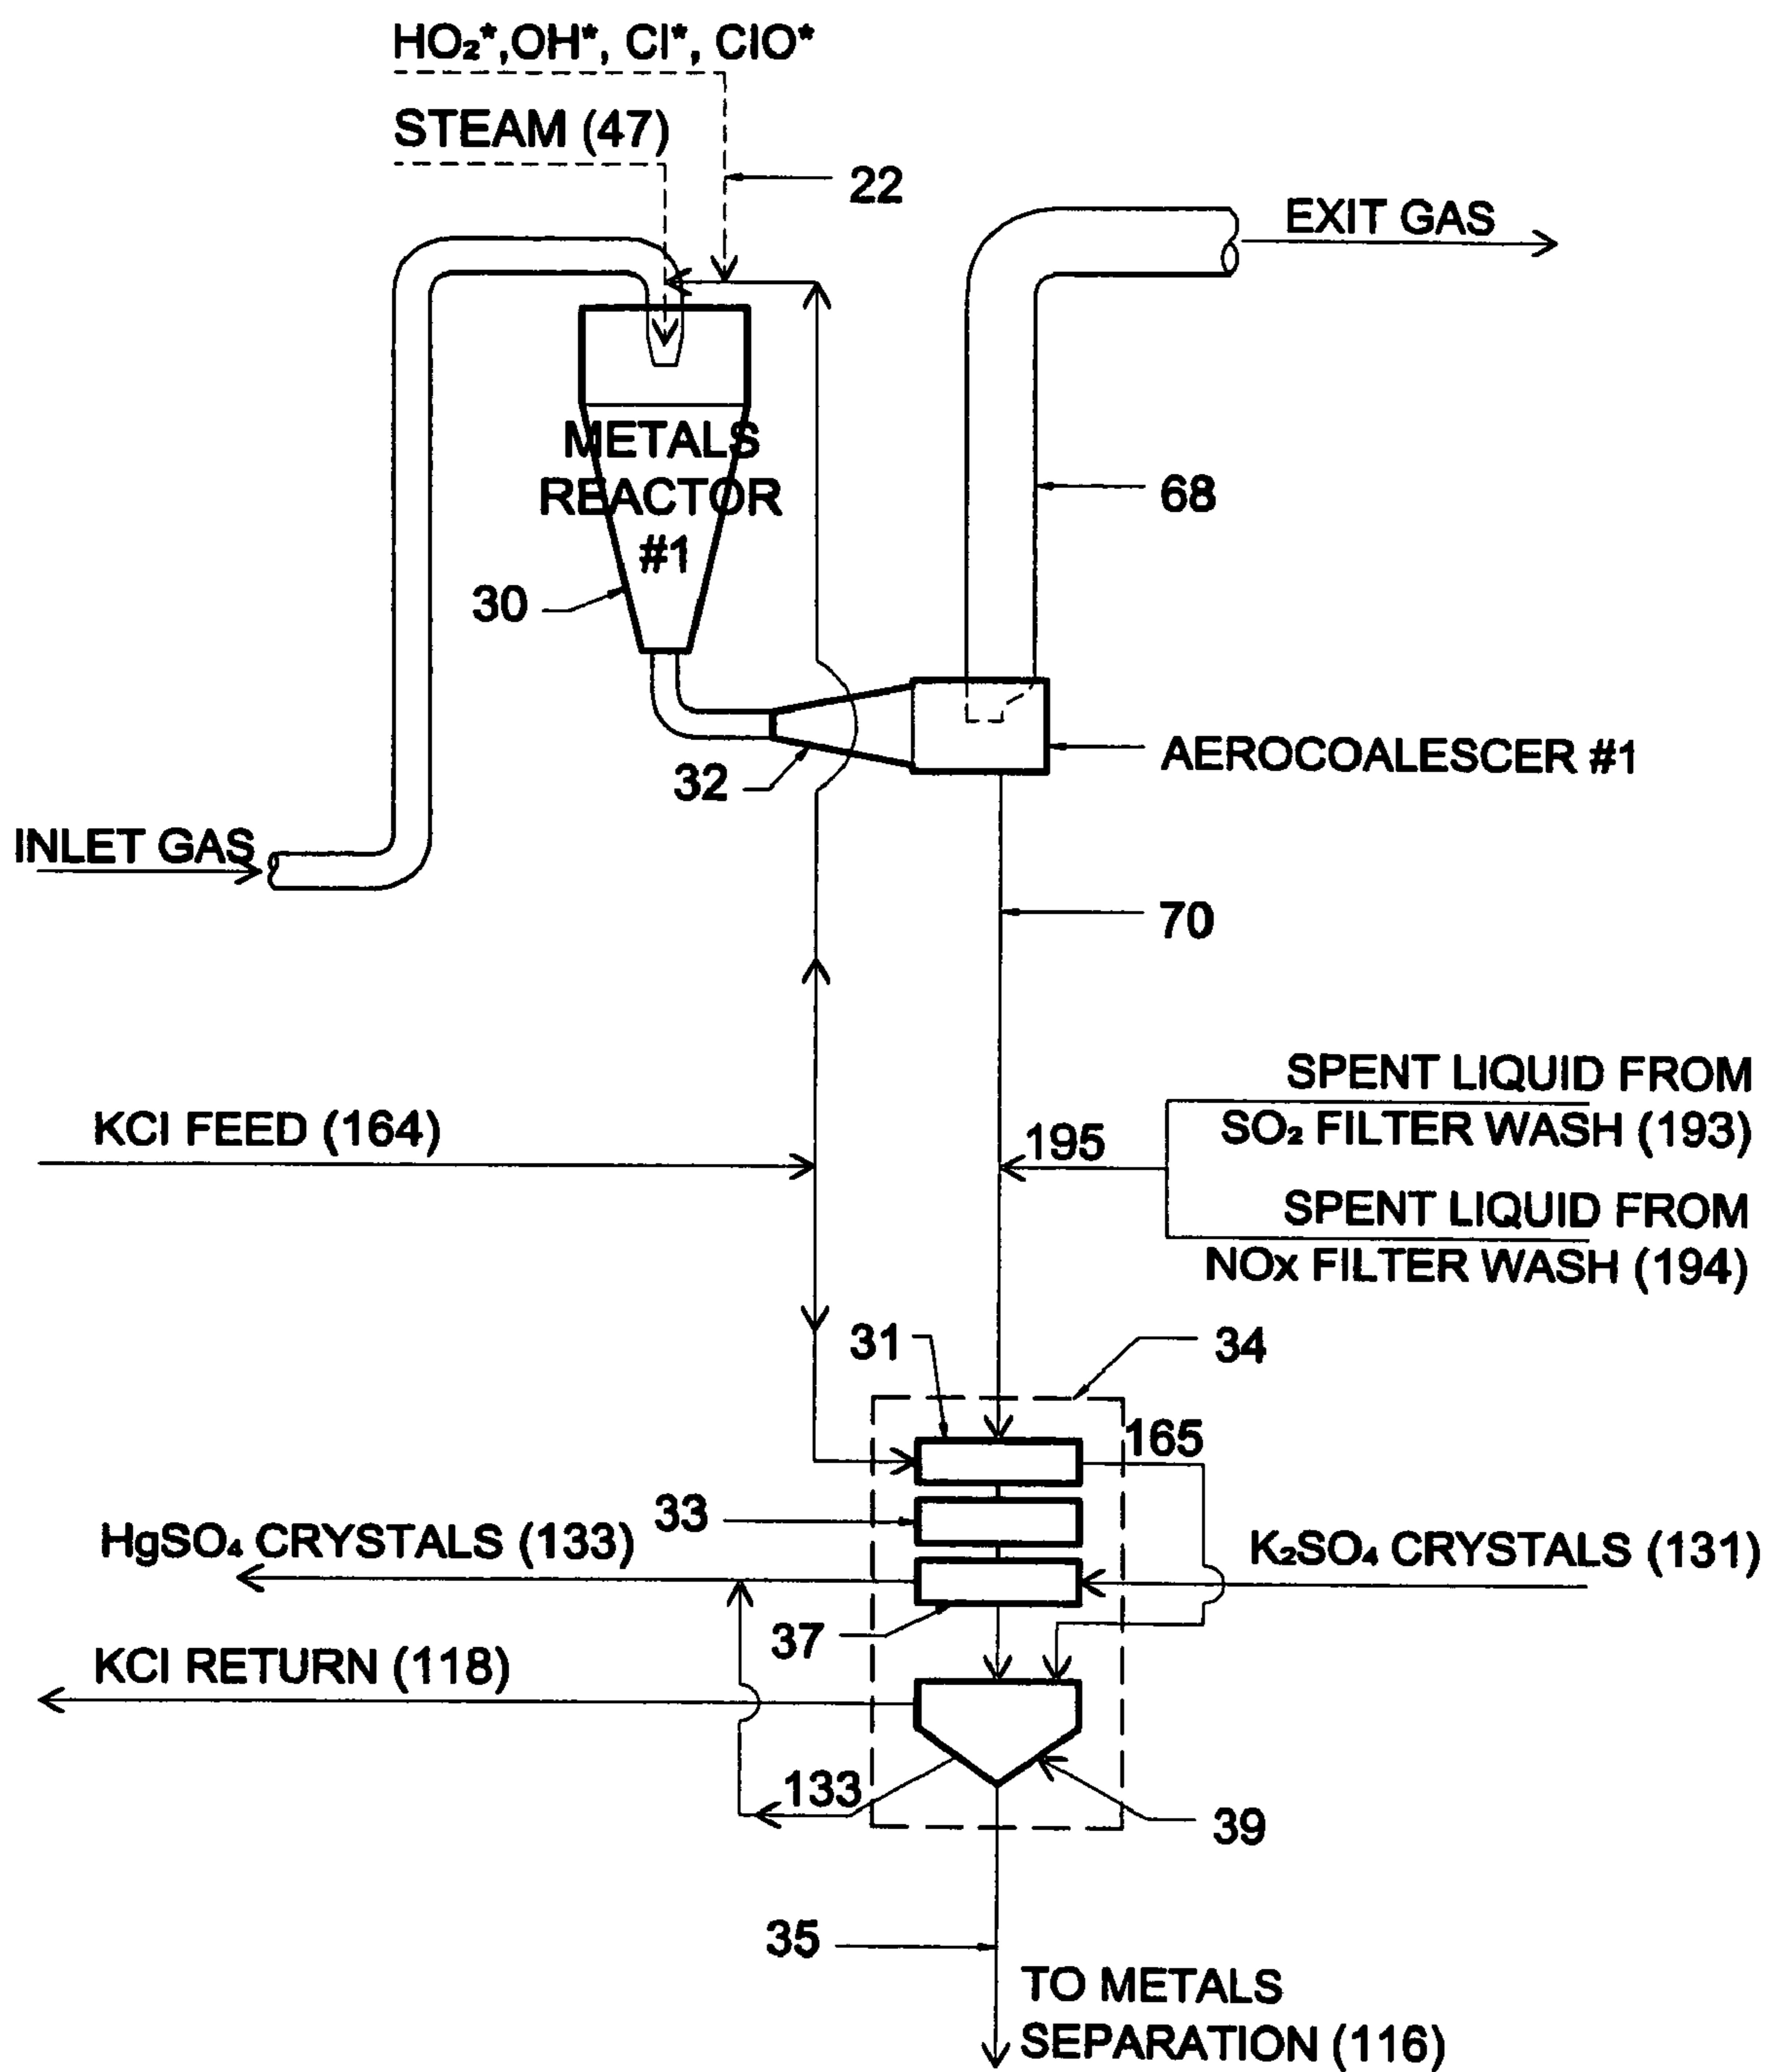 HO₂*,OH*, Cl*, ClO*
STEAM (47)
22
EXIT GAS
METALS
REACTOR
#1
68
30
32
AEROCOALESCER #1
INLET GAS
70
SPENT LIQUID FROM
SO₂ FILTER WASH (193)
KCl FEED (164)
195
SPENT LIQUID FROM
NOx FILTER WASH (194)
31
34
165
33
HgSO₄ CRYSTALS (133)
K₂SO₄ CRYSTALS (131)
37
KCl RETURN (118)
133
39
35
TO METALS
SEPARATION (116)